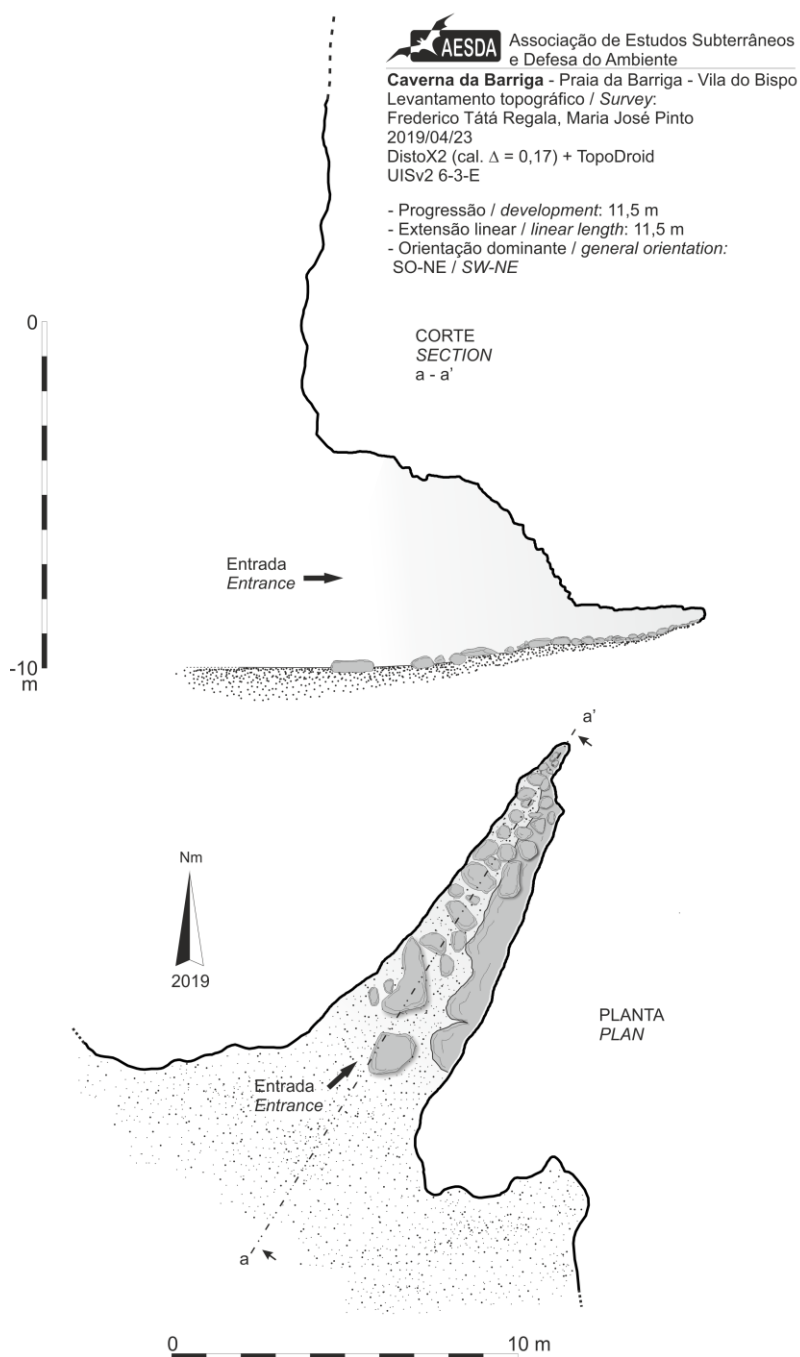 AESDA
Associação de Estudos Subterrâneos
e Defesa do Ambiente
Caverna da Barriga - Praia da Barriga - Vila do Bispo
Levantamento topográfico / Survey:
Frederico Tátá Regala, Maria José Pinto
2019/04/23
DistoX2 (cal. Δ = 0,17) + TopoDroid
UISv2 6-3-E
- Progressão / development: 11,5 m
- Extensão linear / linear length: 11,5 m
- Orientação dominante / general orientation:
SO-NE / SW-NE
0
CORTE
SECTION
a - a'
Entrada
Entrance
-10
m
a'
Nm
2019
PLANTA
PLAN
Entrada
Entrance
a
0 10 m